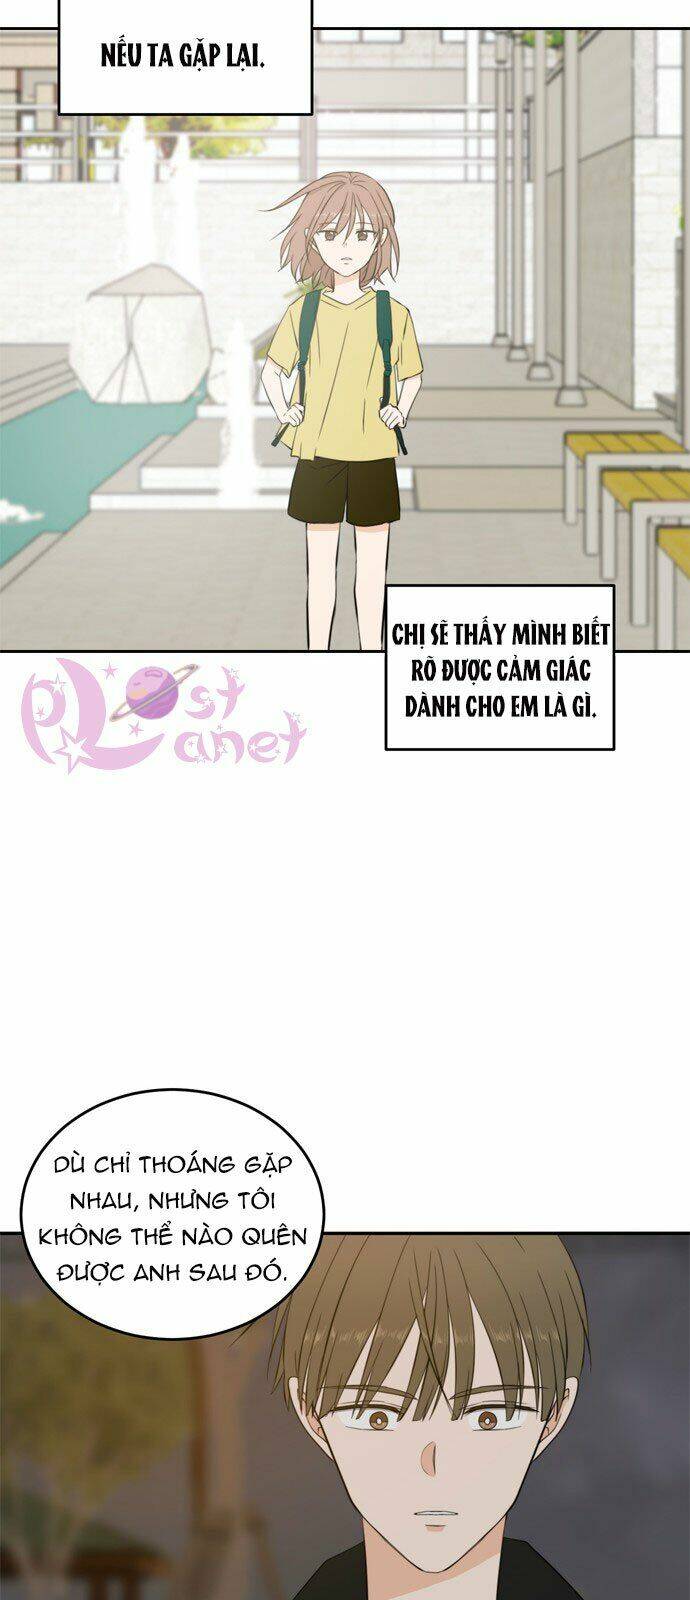 NẾU TA GẶP LẠI.
CHỊ SẼ THẤY MÌNH BIẾT
RÕ ĐƯỢC CẢM GIÁC
DÀNH CHO EM LÀ GÌ.
Lost
Planet
DÙ CHỈ THOÁNG GẶP
NHAU, NHƯNG TÔI
KHÔNG THỂ NÀO QUÊN
ĐƯỢC ANH SAU ĐÓ.